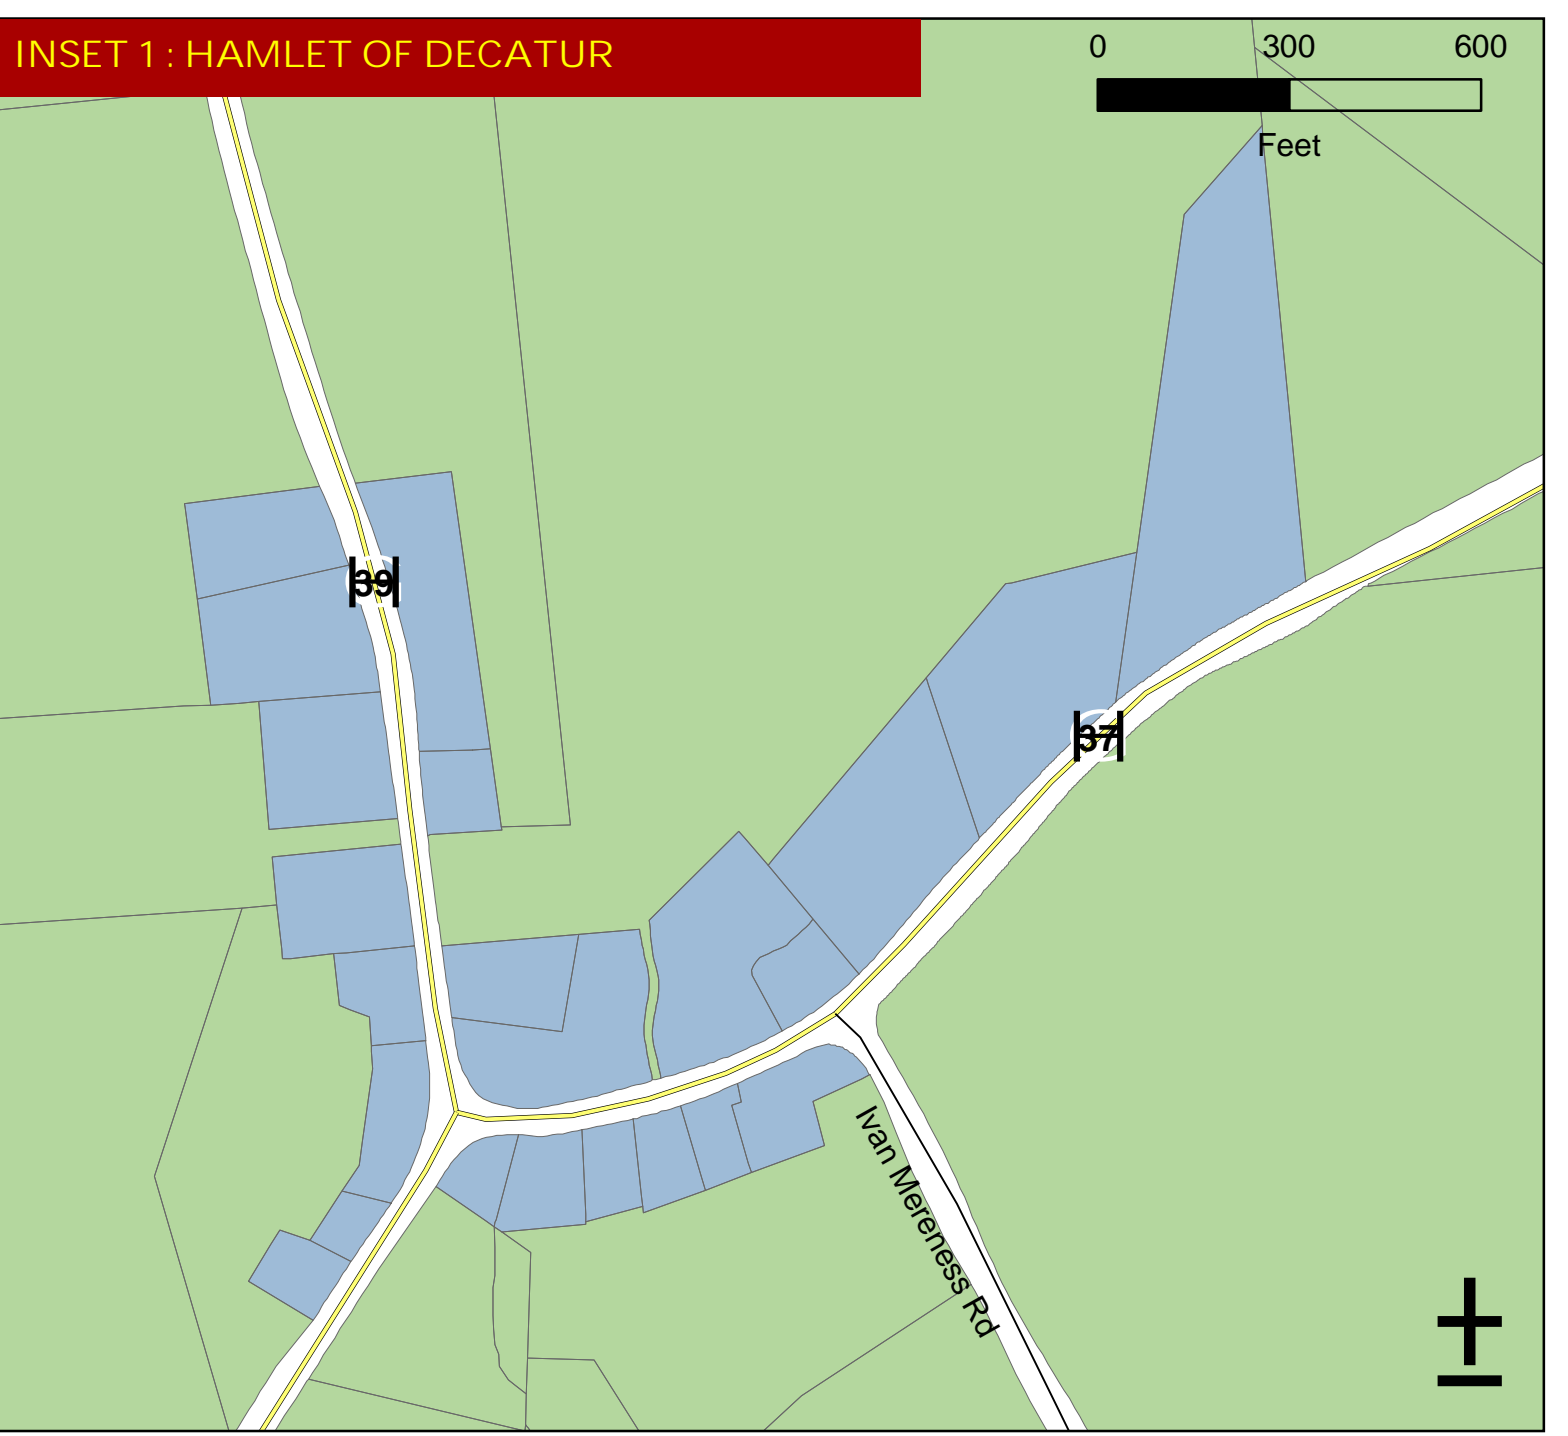 INSET 1 : HAMLET OF DECATUR
0 300 600
Feet
39
37
Ivan Mereness Rd